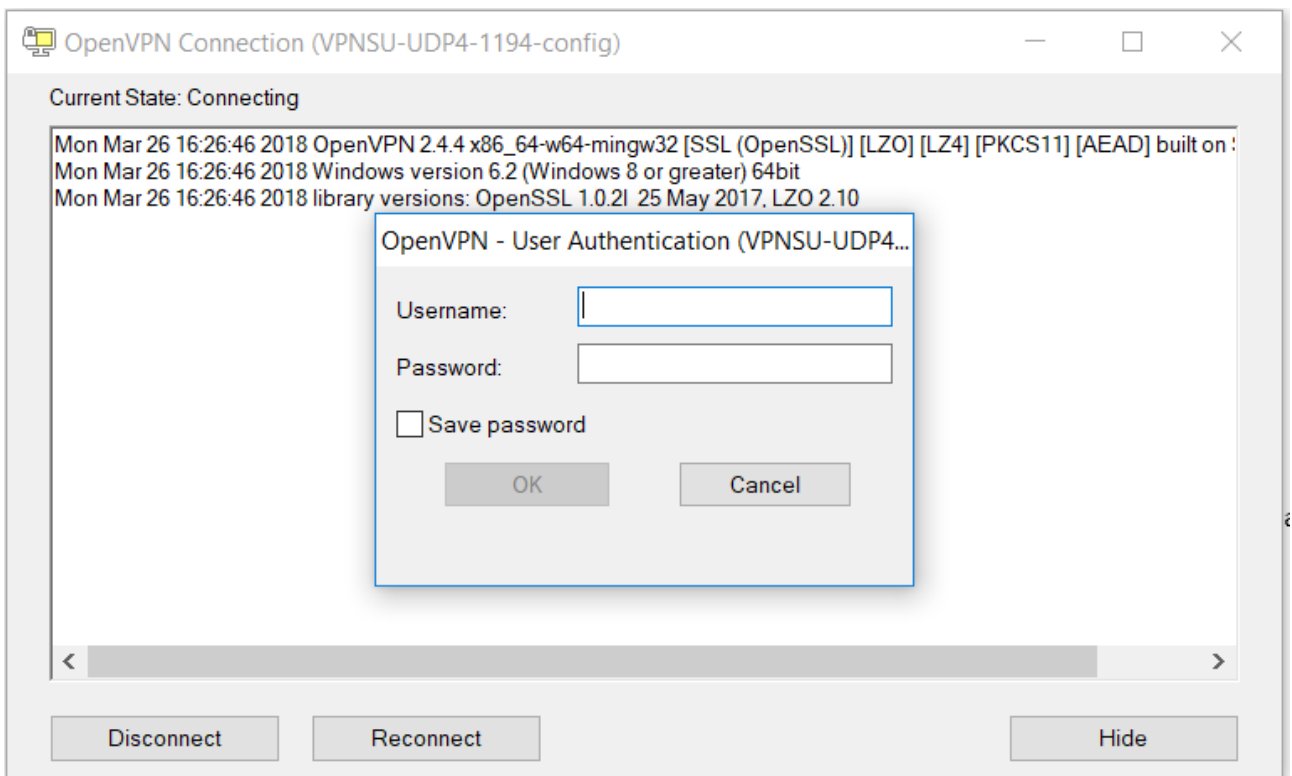 OpenVPN Connection (VPNSU-UDP4-1194-config)
Current State: Connecting
Mon Mar 26 16:26:46 2018 OpenVPN 2.4.4 x86_64-w64-mingw32 [SSL (OpenSSL)] [LZO] [LZ4] [PKCS11] [AEAD] built on
Mon Mar 26 16:26:46 2018 Windows version 6.2 (Windows 8 or greater) 64bit
Mon Mar 26 16:26:46 2018 library versions: OpenSSL 1.0.2l 25 May 2017, LZO 2.10
OpenVPN - User Authentication (VPNSU-UDP4...
Username:
Password:
Save password
OK Cancel
Disconnect Reconnect Hide